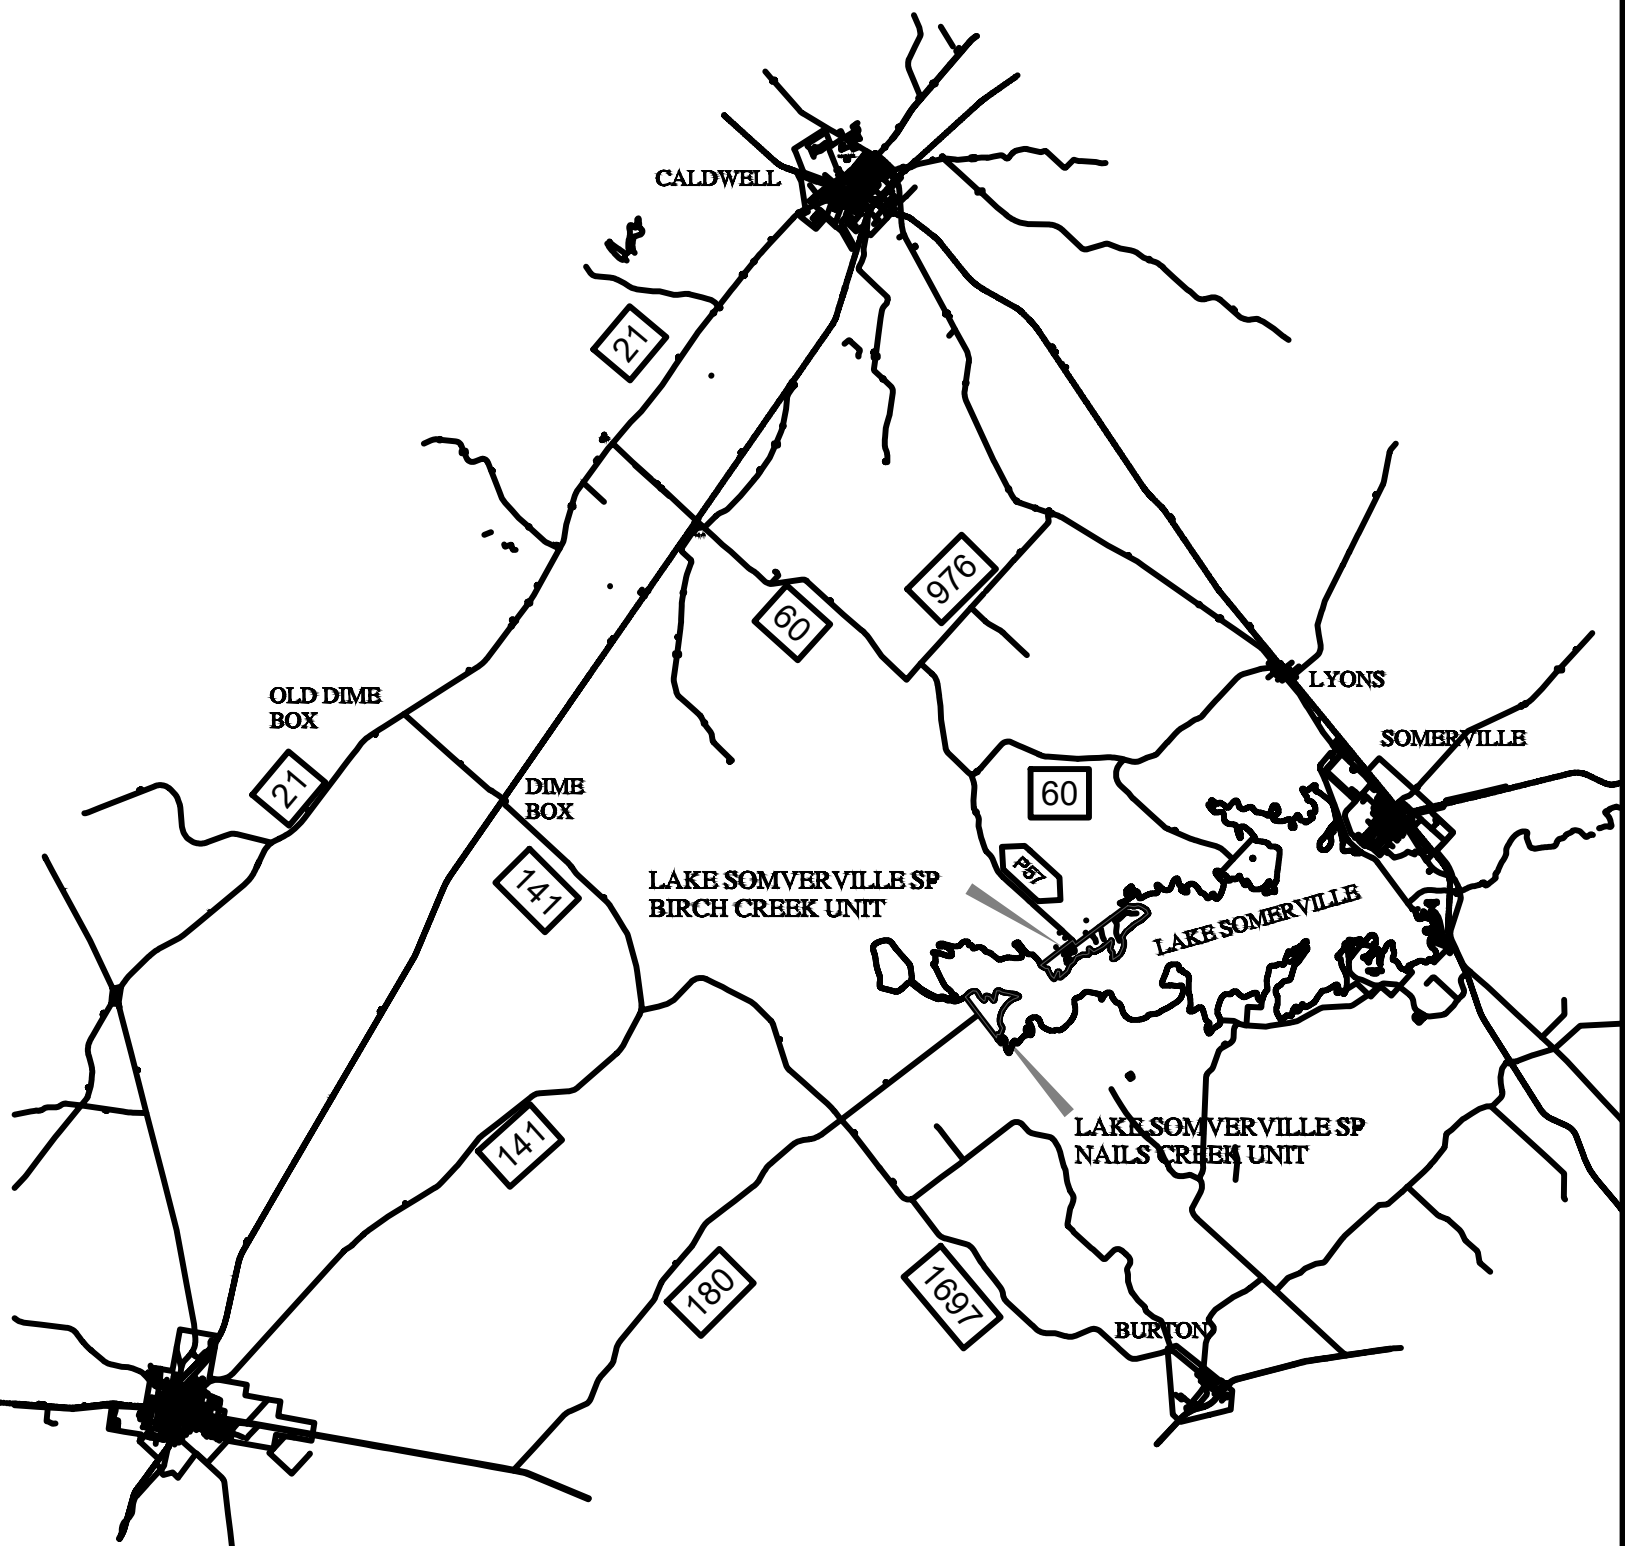 CALDWELL
21
976
60
LYONS
OLD DIME
BOX
SOMERVILLE
21
DIME
BOX
60
141
P57
LAKE SOMVERVILLE SP
BIRCH CREEK UNIT
LAKE SOMERVILLE
141
LAKE SOMVERVILLE SP
NAILS CREEK UNIT
180
1697
BURTON